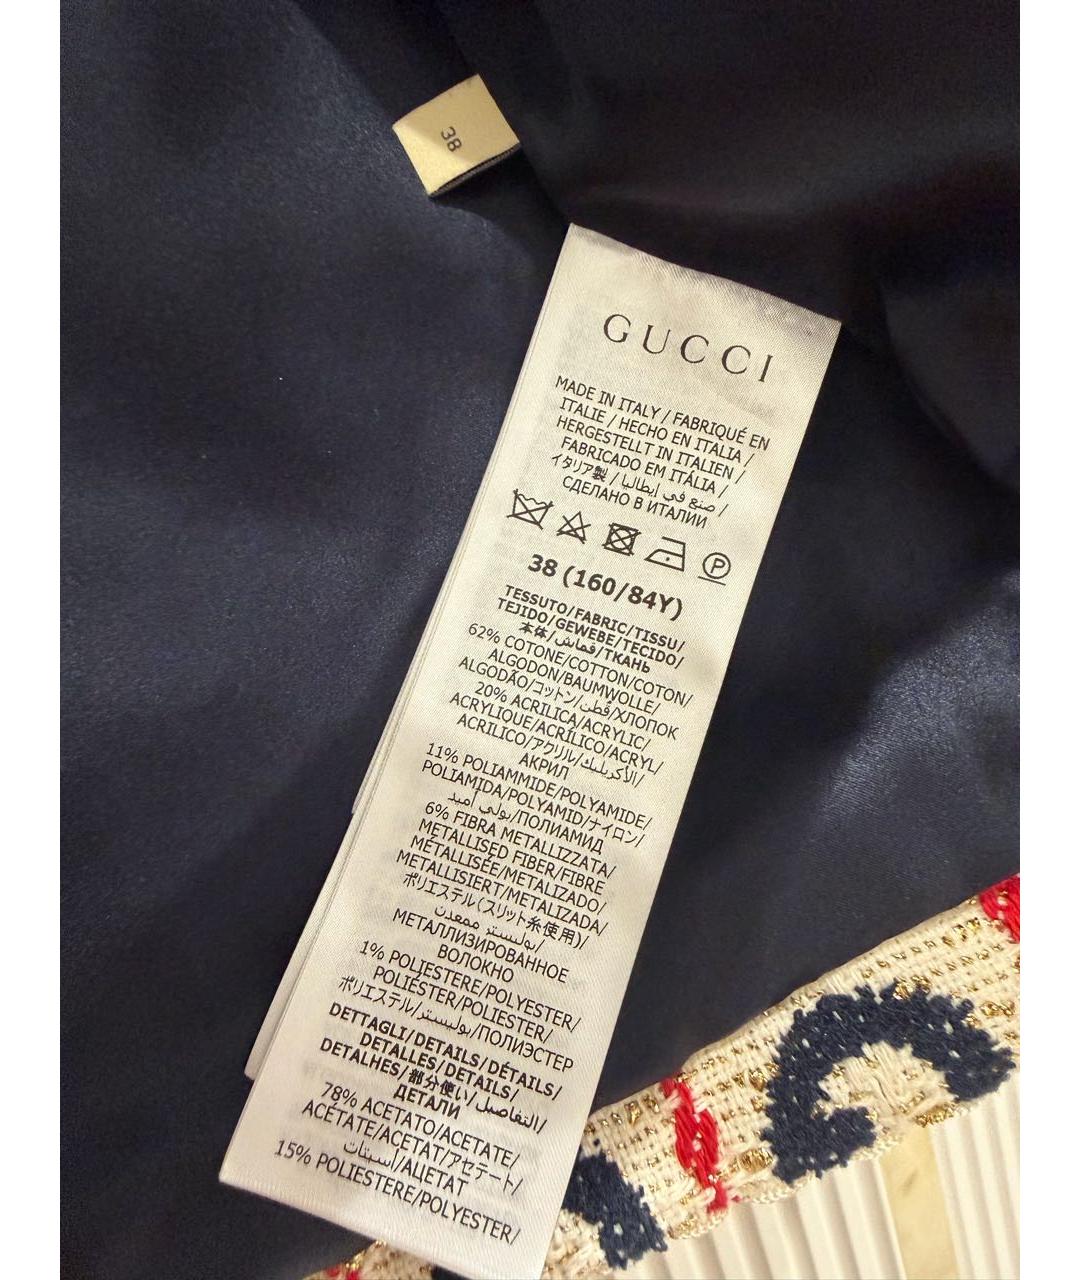 38
GUCCI
MADE IN ITALY / FABRIQUÉ EN
ITALIE / HECHO EN ITALIA /
HERGESTELLT IN ITALIEN /
FABRICADO EM ITÁLIA /
イタリア製 / صنع في إيطاليا /
СДЕЛАНО В ИТАЛИИ
P
38 (160/84Y)
TESSUTO/FABRIC/TISSU/
TEJIDO/GEWEBE/TECIDO/
本体/قماش/ТКАНЬ
62% COTONE/COTTON/COTON/
ALGODON/BAUMWOLLE/
ALGODÃO/コットン/قطن/ХЛОПОК
20% ACRILICA/ACRYLIC/
ACRYLIQUE/ACRÍLICO/ACRYL/
ACRILICO/アクリル/الأكريليك/
АКРИЛ
11% POLIAMMIDE/POLYAMIDE/
POLIAMIDA/POLYAMID/ナイロン/
بولي أميد/ПОЛИАМИД
6% FIBRA METALLIZZATA/
METALLISED FIBER/FIBRE
MÉTALLISÉE/METALIZADO/
METALLISIERT/METALIZADA/
ポリエステル(スリット糸使用)/
بوليستر ممعدن/
МЕТАЛЛИЗИРОВАННОЕ
ВОЛОКНО
1% POLIESTERE/POLYESTER/
POLIÉSTER/POLIESTER/
ポリエステル/بوليستر/ПОЛИЭСТЕР
DETTAGLI/DETAILS/DÉTAILS/
DETALLES/DETAILS/
DETALHES/部分使い/التفاصيل/
ДЕТАЛИ
78% ACETATO/ACETATE/
ACÉTATE/ACETAT/アセテート/
أسيتات/АЦЕТАТ
15% POLIESTERE/POLYESTER/